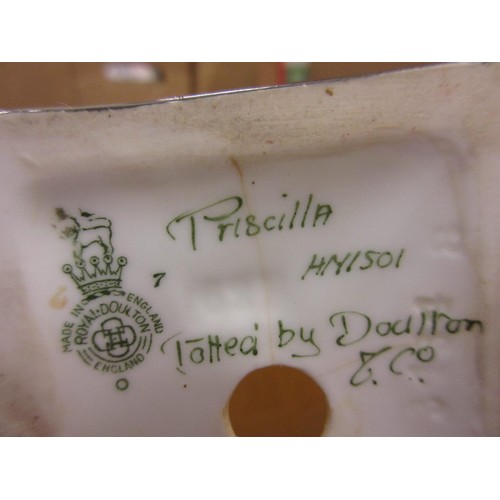 Priscilla
HN1501
7
MADE IN ENGLAND
ROYAL·DOULTON
ENGLAND
Potted by Doulton
& Co